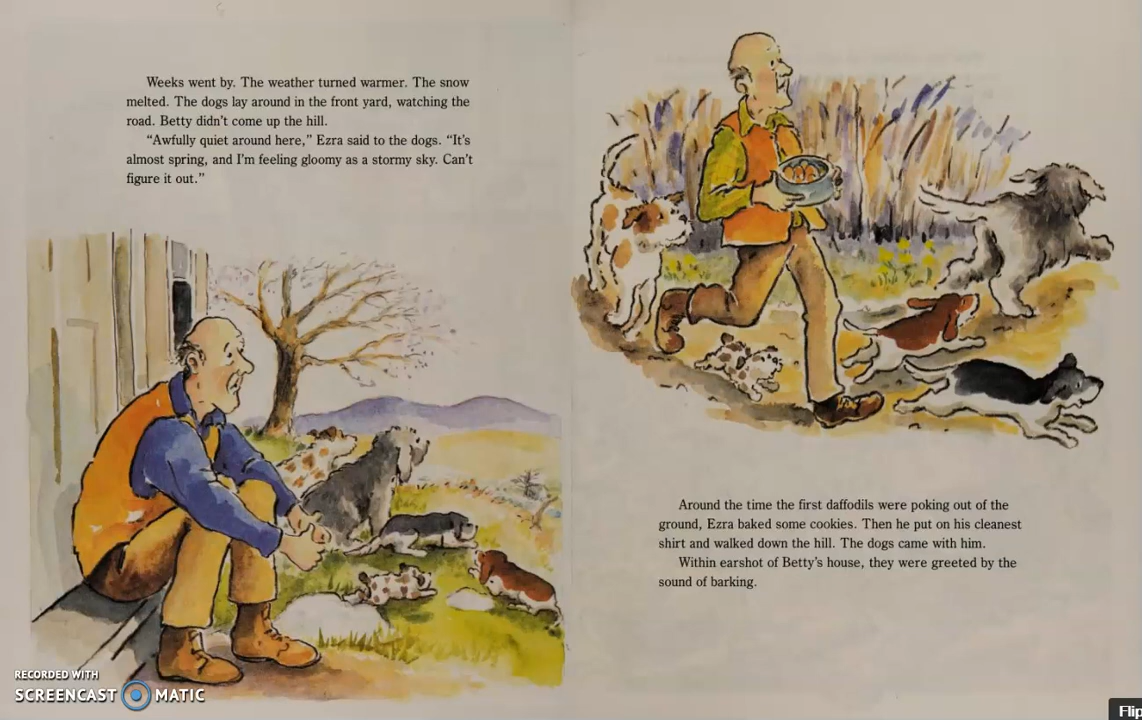 Weeks went by. The weather turned warmer. The snow
melted. The dogs lay around in the front yard, watching the
road. Betty didn't come up the hill.
“Awfully quiet around here,” Ezra said to the dogs. “It's
almost spring, and I'm feeling gloomy as a stormy sky. Can't
figure it out.”
Around the time the first daffodils were poking out of the
ground, Ezra baked some cookies. Then he put on his cleanest
shirt and walked down the hill. The dogs came with him.
Within earshot of Betty's house, they were greeted by the
sound of barking.
RECORDED WITH
SCREENCAST MATIC
Flip